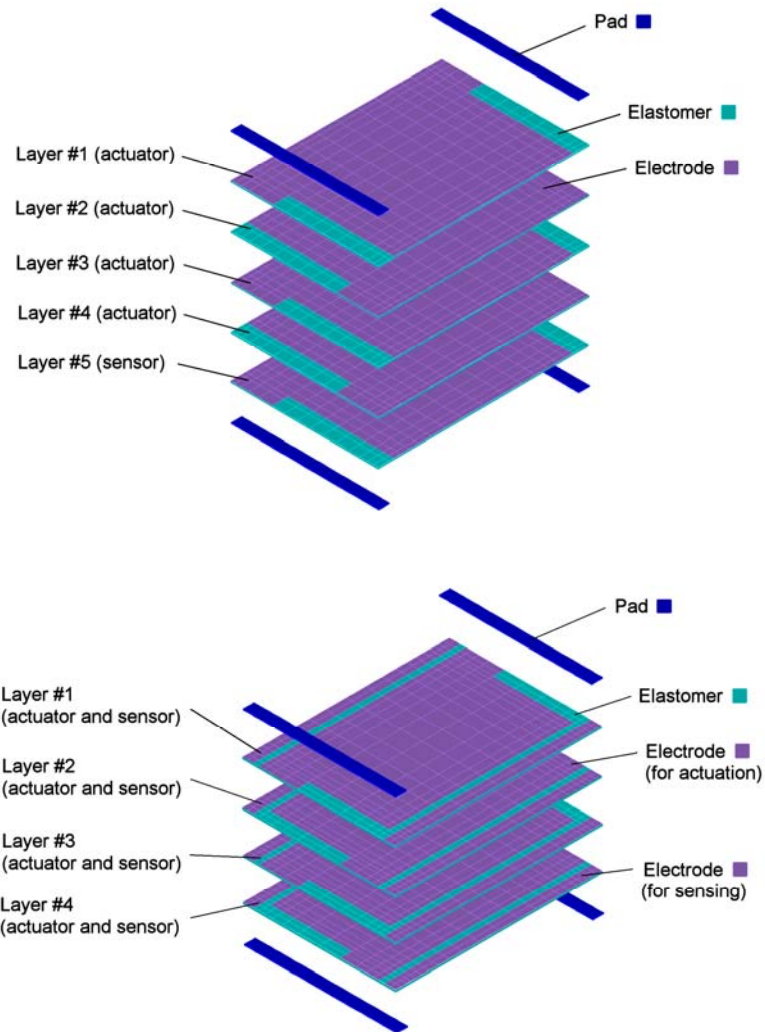 Pad
Elastomer
Electrode
Layer #1 (actuator)
Layer #2 (actuator)
Layer #3 (actuator)
Layer #4 (actuator)
Layer #5 (sensor)
Pad
Elastomer
Electrode
(for actuation)
Electrode
(for sensing)
Layer #1
(actuator and sensor)
Layer #2
(actuator and sensor)
Layer #3
(actuator and sensor)
Layer #4
(actuator and sensor)